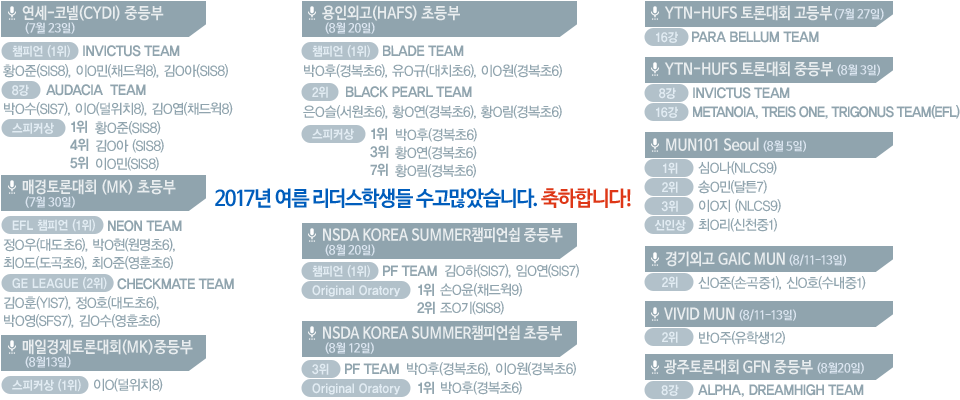 연세-코넬(CYDI) 중등부
(7월 23일)
챔피언 (1위) INVICTUS TEAM
황O준(SIS8), 이O민(채드윅8), 김O아(SIS8)
8강 AUDACIA TEAM
박O수(SIS7), 이O(덜위치8), 김O엽(채드윅8)
스피커상 1위 황O준(SIS8)
4위 김O아 (SIS8)
5위 이O민(SIS8)
매경토론대회 (MK) 초등부
(7월 30일)
EFL 챔피언 (1위) NEON TEAM
정O우(대도초6), 박O현(원명초6),
최O도(도곡초6), 최O준(영훈초6)
GE LEAGUE (2위) CHECKMATE TEAM
김O훈(YIS7), 정O호(대도초6),
박O영(SFS7), 김O수(영훈초6)
매일경제토론대회(MK)중등부
(8월13일)
스피커상 (1위) 이O(덜위치8)
용인외고(HAFS) 초등부
(8월 20일)
챔피언 (1위) BLADE TEAM
박O후(경복초6), 유O규(대치초6), 이O원(경복초6)
2위 BLACK PEARL TEAM
은O슬(서원초6), 황O연(경복초6), 황O림(경복초6)
스피커상 1위 박O후(경복초6)
3위 황O연(경복초6)
7위 황O림(경복초6)
2017년 여름 리더스학생들 수고많았습니다. 축하합니다!
NSDA KOREA SUMMER챔피언쉽 중등부
(8월 20일)
챔피언 (1위) PF TEAM 김O하(SIS7), 임O연(SIS7)
Original Oratory 1위 손O윤(채드윅9)
2위 조O기(SIS8)
NSDA KOREA SUMMER챔피언쉽 초등부
(8월 12일)
3위 PF TEAM 박O후(경복초6), 이O원(경복초6)
Original Oratory 1위 박O후(경복초6)
YTN-HUFS 토론대회 고등부 (7월 27일)
16강 PARA BELLUM TEAM
YTN-HUFS 토론대회 중등부 (8월 3일)
8강 INVICTUS TEAM
16강 METANOIA, TREIS ONE, TRIGONUS TEAM(EFL)
MUN101 Seoul (8월 5일)
1위 심O나(NLCS9)
2위 송O민(달튼7)
3위 이O지 (NLCS9)
신인상 최O리(신천중1)
경기외고 GAIC MUN (8/11-13일)
2위 신O준(손곡중1), 신O호(수내중1)
VIVID MUN (8/11-13일)
2위 반O주(유학생12)
광주토론대회 GFN 중등부 (8월20일)
8강 ALPHA, DREAMHIGH TEAM